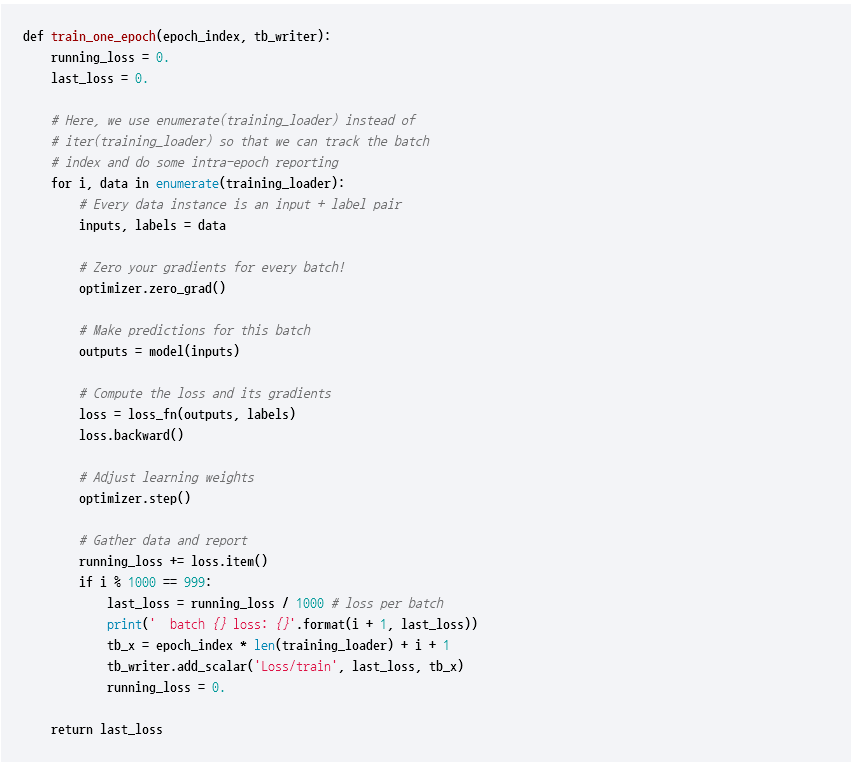 def train_one_epoch(epoch_index, tb_writer):
    running_loss = 0.
    last_loss = 0.

    # Here, we use enumerate(training_loader) instead of
    # iter(training_loader) so that we can track the batch
    # index and do some intra-epoch reporting
    for i, data in enumerate(training_loader):
        # Every data instance is an input + label pair
        inputs, labels = data

        # Zero your gradients for every batch!
        optimizer.zero_grad()

        # Make predictions for this batch
        outputs = model(inputs)

        # Compute the loss and its gradients
        loss = loss_fn(outputs, labels)
        loss.backward()

        # Adjust learning weights
        optimizer.step()

        # Gather data and report
        running_loss += loss.item()
        if i % 1000 == 999:
            last_loss = running_loss / 1000 # loss per batch
            print('  batch {} loss: {}'.format(i + 1, last_loss))
            tb_x = epoch_index * len(training_loader) + i + 1
            tb_writer.add_scalar('Loss/train', last_loss, tb_x)
            running_loss = 0.

    return last_loss